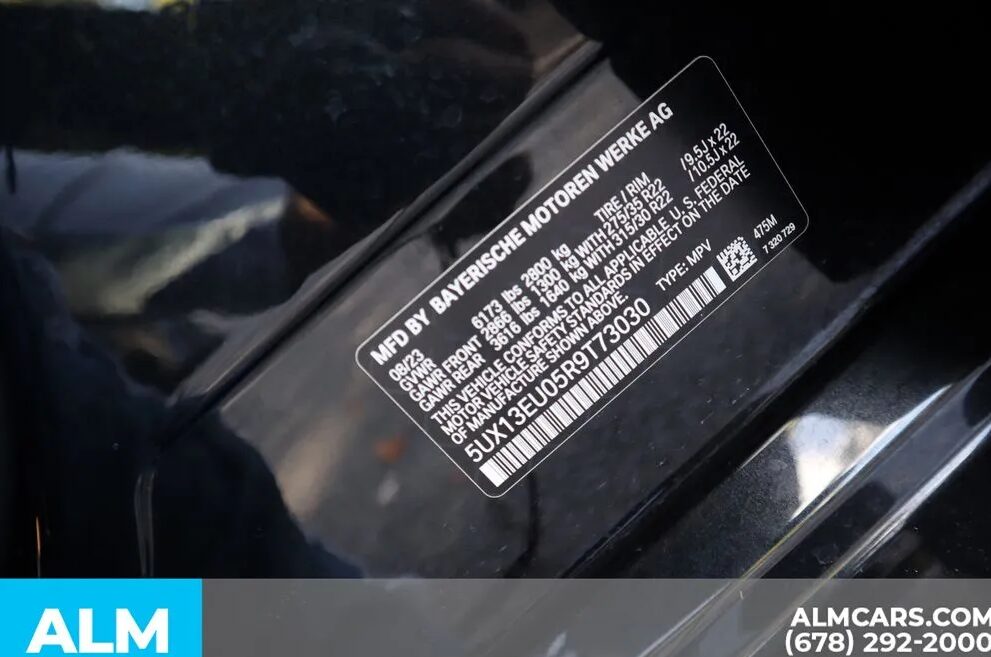 MFD BY BAYERISCHE MOTOREN WERKE AG
08/23
GVWR 6173 lbs 2800 kg TIRE / RIM
GAWR FRONT 2866 lbs 1300 kg WITH 275/35 R22 /9.5J x 22
GAWR REAR 3616 lbs 1640 kg WITH 315/30 R22 /10.5J x 22
THIS VEHICLE CONFORMS TO ALL APPLICABLE U.S. FEDERAL
MOTOR VEHICLE SAFETY STANDARDS IN EFFECT ON THE DATE
OF MANUFACTURE SHOWN ABOVE.
5UX13EU05R9T73030 TYPE: MPV 475M
7 320 729
ALM
ALMCARS.COM
(678) 292-2000